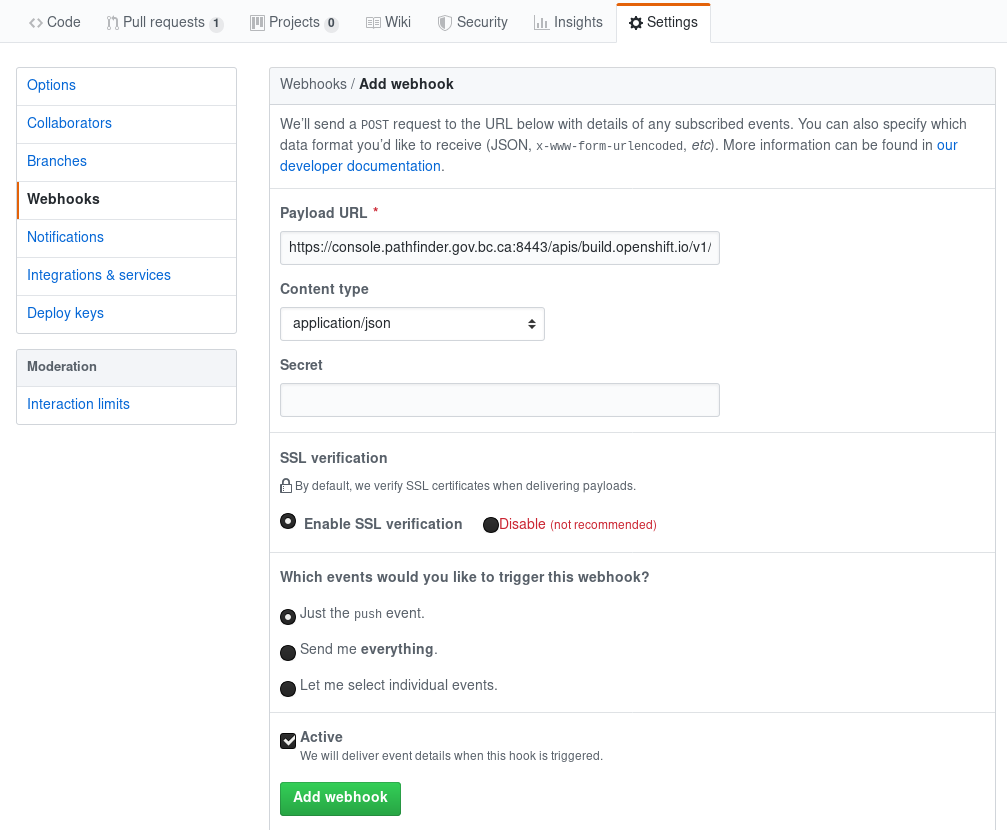 Code Pull requests 1 Projects 0 Wiki Security Insights Settings
Options
Collaborators
Branches
Webhooks
Notifications
Integrations & services
Deploy keys
Moderation
Interaction limits
Webhooks / Add webhook
We’ll send a POST request to the URL below with details of any subscribed events. You can also specify which
data format you’d like to receive (JSON, x-www-form-urlencoded, etc). More information can be found in our
developer documentation.
Payload URL *
https://console.pathfinder.gov.bc.ca:8443/apis/build.openshift.io/v1/
Content type
application/json
Secret
SSL verification
By default, we verify SSL certificates when delivering payloads.
Enable SSL verification Disable (not recommended)
Which events would you like to trigger this webhook?
Just the push event.
Send me everything.
Let me select individual events.
Active
We will deliver event details when this hook is triggered.
Add webhook